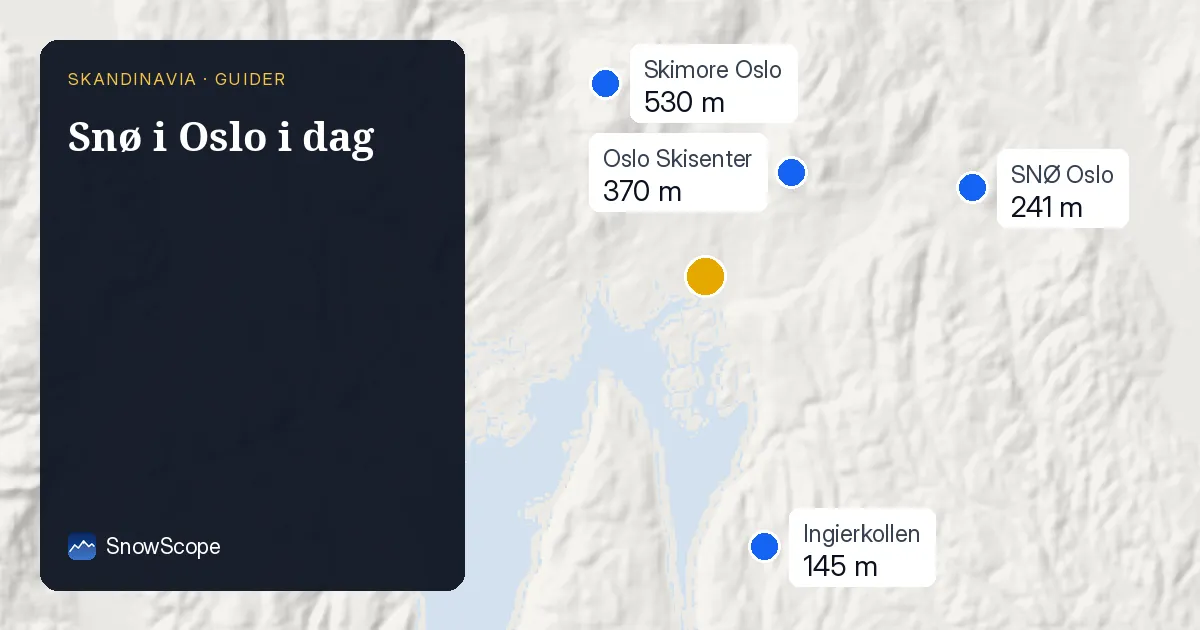 SKANDINAVIA · GUIDER
Snø i Oslo i dag
SnowScope
Skimore Oslo
530 m
Oslo Skisenter
370 m
SNØ Oslo
241 m
Ingierkollen
145 m